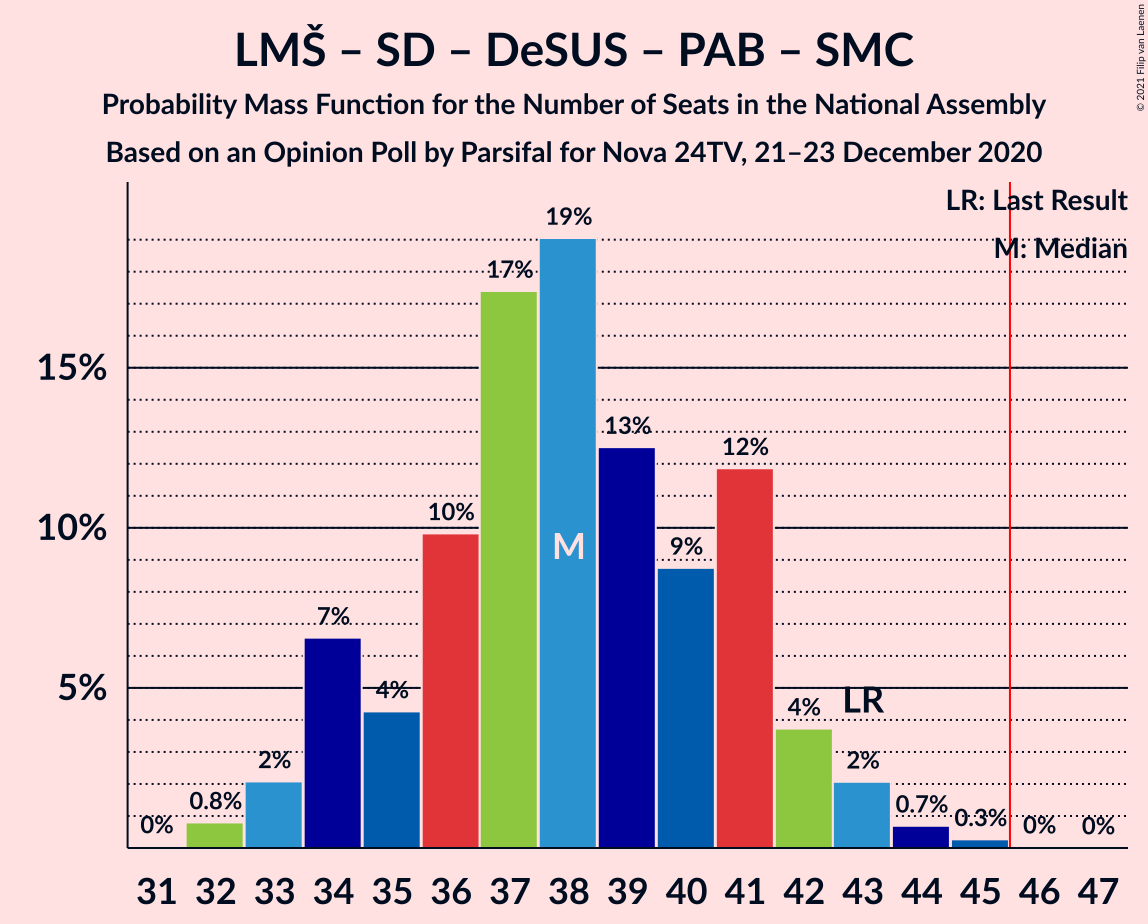 LMŠ – SD – DeSUS – PAB – SMC
Probability Mass Function for the Number of Seats in the National Assembly
Based on an Opinion Poll by Parsifal for Nova 24TV, 21–23 December 2020
© 2021 Filip van Laenen
LR: Last Result
M: Median
15%
10%
5%
0%
0.8%
2%
7%
4%
10%
17%
19%
13%
9%
12%
4%
2%
0.7%
0.3%
0%
0%
M
LR
31 32 33 34 35 36 37 38 39 40 41 42 43 44 45 46 47